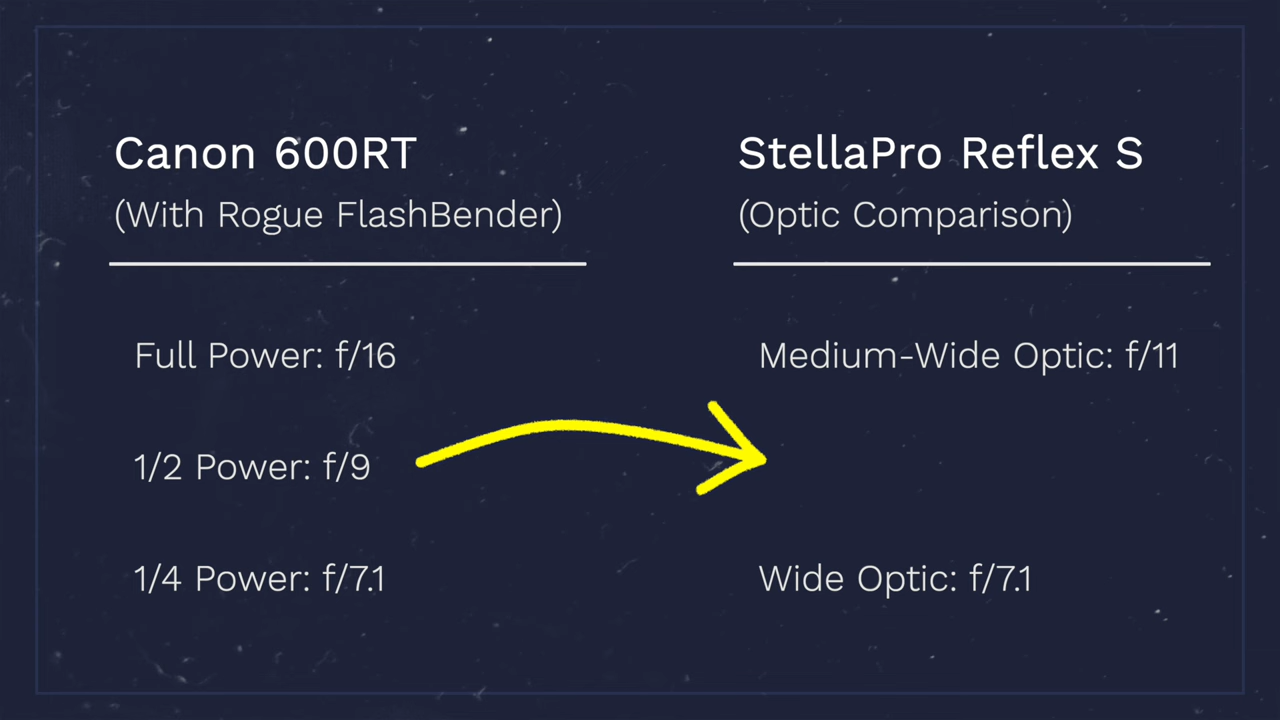 Canon 600RT
(With Rogue FlashBender)
Full Power: f/16
1/2 Power: f/9
1/4 Power: f/7.1
StellaPro Reflex S
(Optic Comparison)
Medium-Wide Optic: f/11
Wide Optic: f/7.1